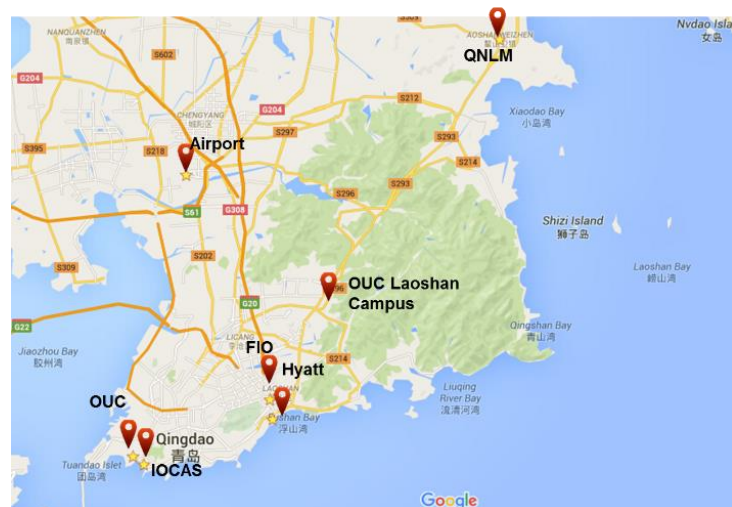 Nvdao Isla
女岛
NANQUANZHEN
南泉镇
AOSHANWEIZHEN
鳌山卫镇
S602
QNLM
G204
CHENGYANG
城阳区
G204
S212
Xiaodao Bay
小岛湾
S297
S293
S395
S218
Airport
S214
S293
S296
S61
G308
Shizi Island
狮子岛
S202
Laoshan Bay
崂山湾
S309
OUC Laoshan
Campus
G20
G22
Qingshan Bay
青山湾
LICANG
FIO
Jiaozhou Bay
胶州湾
S214
Hyatt
LAOSHAN
Liuqing
River Bay
流清河湾
OUC
浮山湾
Qingdao
青岛
Tuandao Islet
团岛湾
IOCAS
Google